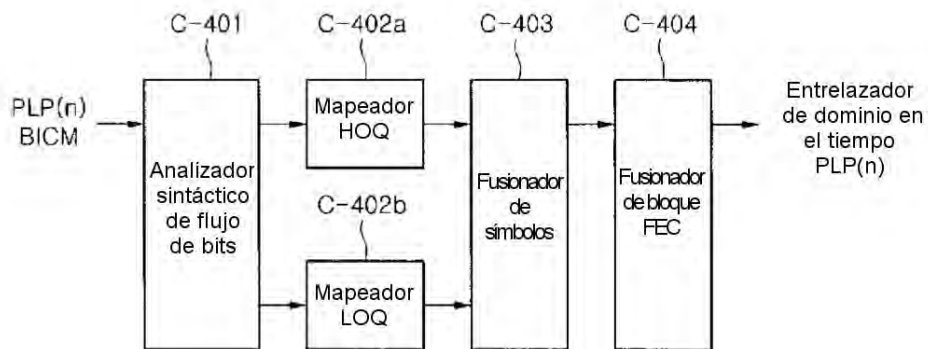 C-401
C-402a
C-403
C-404
PLP(n)
BICM
Analizador
sintáctico
de flujo
de bits
Mapeador
HOQ
C-402b
Mapeador
LOQ
Fusionador
de
símbolos
Fusionador
de bloque
FEC
Entrelazador
de dominio en
el tiempo
PLP(n)